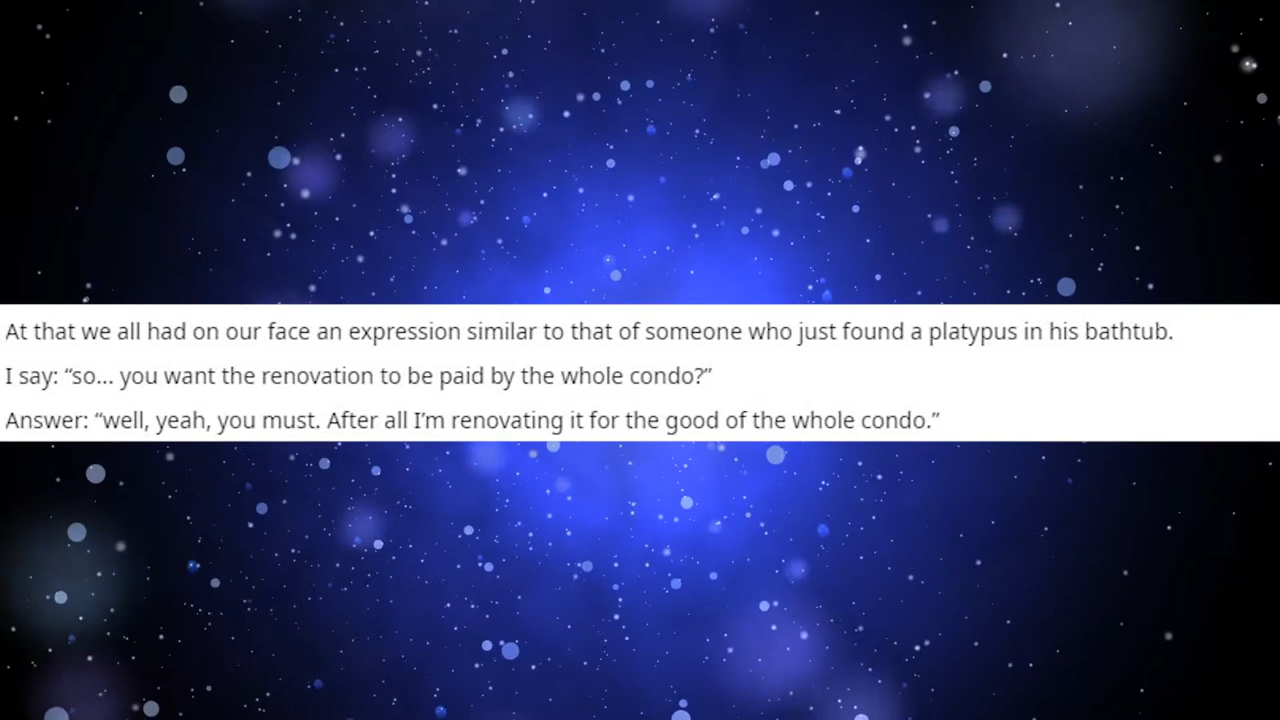 At that we all had on our face an expression similar to that of someone who just found a platypus in his bathtub.
I say: “so... you want the renovation to be paid by the whole condo?”
Answer: “well, yeah, you must. After all I’m renovating it for the good of the whole condo.”